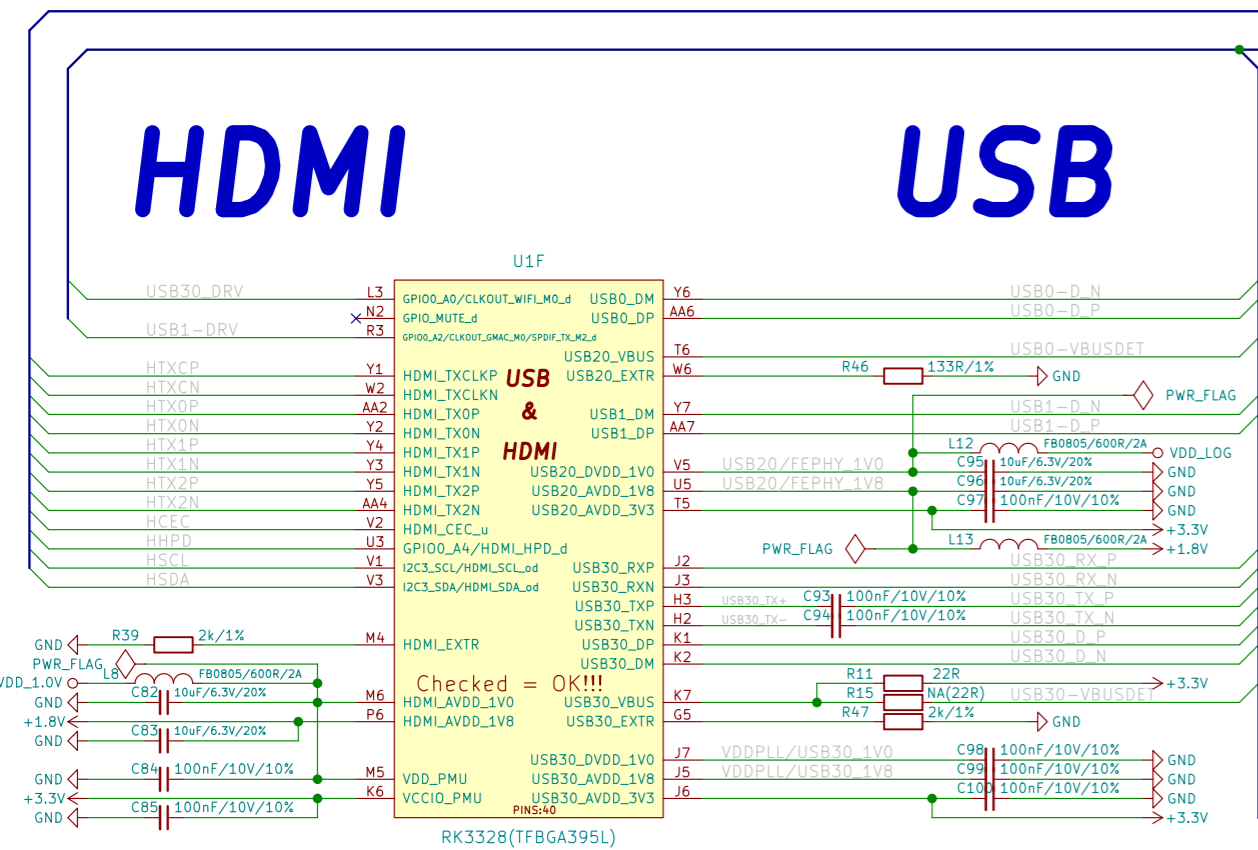 HDMI USB
U1F
USB30_DRV L3 GPIO0_A0/CLKOUT_WIFI_M0_d USB0_DM Y6 USB0-D_N
N2 GPIO_MUTE_d USB0_DP AA6 USB0-D_P
USB1-DRV R3 GPIO0_A2/CLKOUT_GMAC_M0/SPDIF_TX_M2_d
USB20_VBUS T6 USB0-VBUSDET
HTXCP Y1 HDMI_TXCLKP USB USB20_EXTR W6 R46 133R/1% GND
HTXCN W2 HDMI_TXCLKN PWR_FLAG
HTX0P AA2 HDMI_TX0P & USB1_DM Y7 USB1-D_N
HTX0N Y2 HDMI_TX0N USB1_DP AA7 USB1-D_P
HTX1P Y4 HDMI_TX1P HDMI L12 FB0805/600R/2A VDD_LOG
HTX1N Y3 HDMI_TX1N USB20_DVDD_1V0 V5 USB20/FEPHY_1V0 C95 10uF/6.3V/20% GND
HTX2P Y5 HDMI_TX2P USB20_AVDD_1V8 U5 USB20/FEPHY_1V8 C96 10uF/6.3V/20% GND
HTX2N AA4 HDMI_TX2N USB20_AVDD_3V3 T5 C97 100nF/10V/10% GND
HCEC V2 HDMI_CEC_u +3.3V
HHPD U3 GPIO0_A4/HDMI_HPD_d PWR_FLAG L13 FB0805/600R/2A +1.8V
HSCL V1 I2C3_SCL/HDMI_SCL_od USB30_RXP J2 USB30_RX_P
HSDA V3 I2C3_SDA/HDMI_SDA_od USB30_RXN J3 USB30_RX_N
USB30_TXP H3 USB30_TX+ C93 100nF/10V/10% USB30_TX_P
USB30_TXN H2 USB30_TX- C94 100nF/10V/10% USB30_TX_N
GND R39 2k/1% M4 HDMI_EXTR USB30_DP K1 USB30_D_P
PWR_FLAG USB30_DM K2 USB30_D_N
VDD_1.0V L8 FB0805/600R/2A Checked = OK!!! R11 22R +3.3V
GND C82 10uF/6.3V/20% M6 HDMI_AVDD_1V0 USB30_VBUS K7 R15 NA(22R) USB30-VBUSDET
+1.8V P6 HDMI_AVDD_1V8 USB30_EXTR G5 R47 2k/1% GND
GND C83 10uF/6.3V/20%
USB30_DVDD_1V0 J7 VDDPLL/USB30_1V0 C98 100nF/10V/10% GND
GND C84 100nF/10V/10% M5 VDD_PMU USB30_AVDD_1V8 J5 VDDPLL/USB30_1V8 C99 100nF/10V/10% GND
+3.3V K6 VCCIO_PMU USB30_AVDD_3V3 J6 C100 100nF/10V/10% GND
GND C85 100nF/10V/10% PINS:40 +3.3V
RK3328(TFBGA395L)